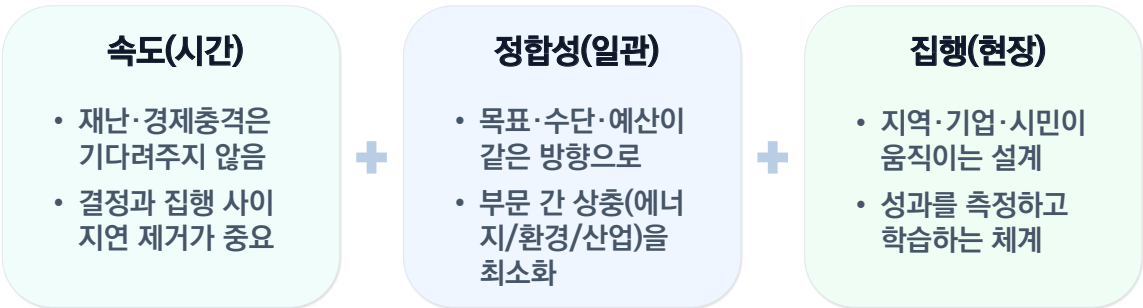 속도(시간)
• 재난·경제충격은
기다려주지 않음
• 결정과 집행 사이
지연 제거가 중요
정합성(일관)
• 목표·수단·예산이
같은 방향으로
• 부문 간 상충(에너
지/환경/산업)을
최소화
집행(현장)
• 지역·기업·시민이
움직이는 설계
• 성과를 측정하고
학습하는 체계